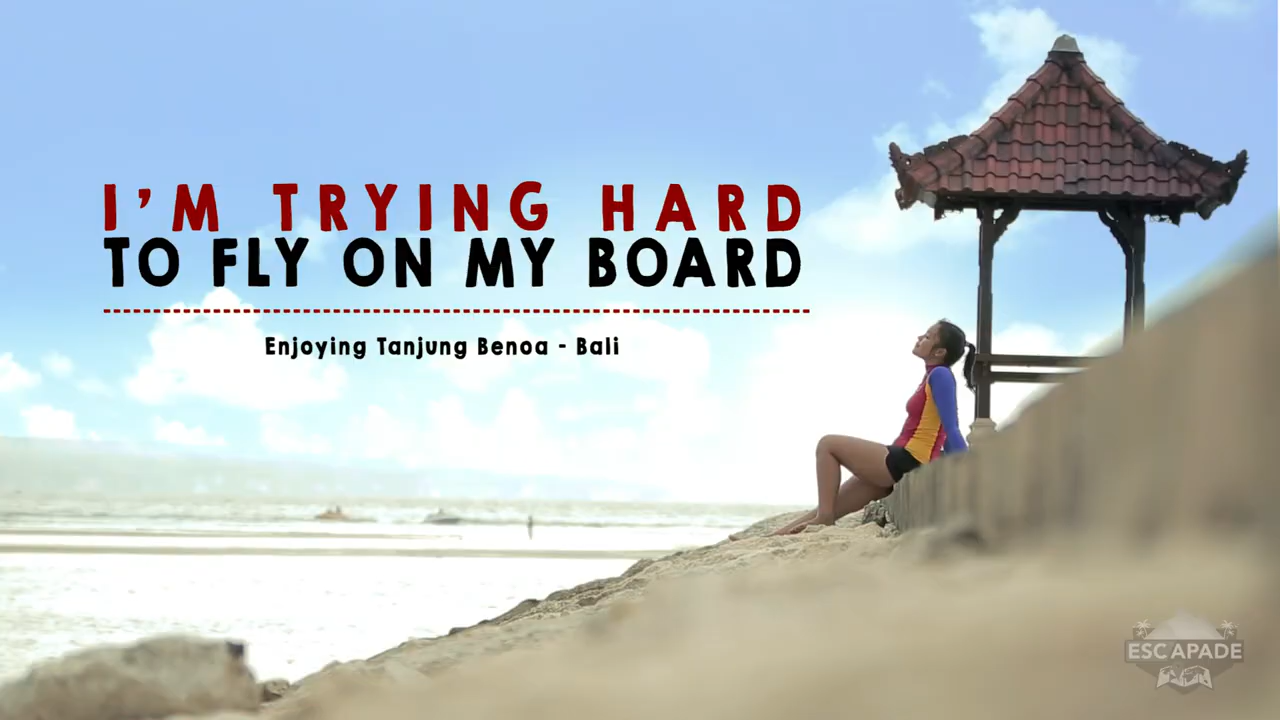 I'M TRYING HARD
TO FLY ON MY BOARD
Enjoying Tanjung Benoa - Bali
ESCAPADE